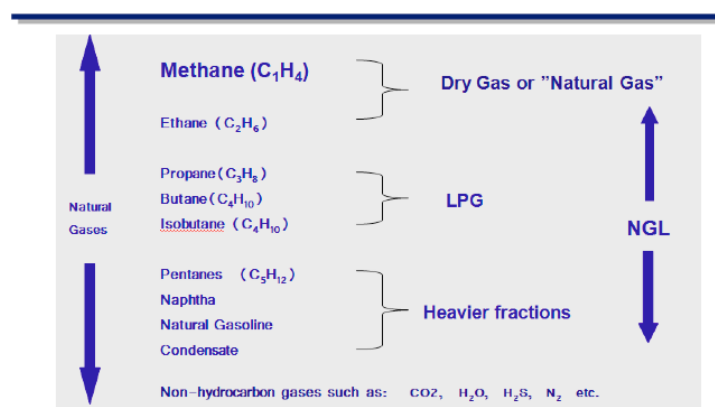 Methane (C₁H₄)
Dry Gas or ”Natural Gas”
Ethane (C₂H₆)
Propane (C₃H₈)
Butane(C₄H₁₀)
LPG
Isobutane (C₄H₁₀)
Natural
Gases
NGL
Pentanes (C₅H₁₂)
Naphtha
Natural Gasoline
Condensate
Heavier fractions
Non-hydrocarbon gases such as: CO2, H₂O, H₂S, N₂ etc.